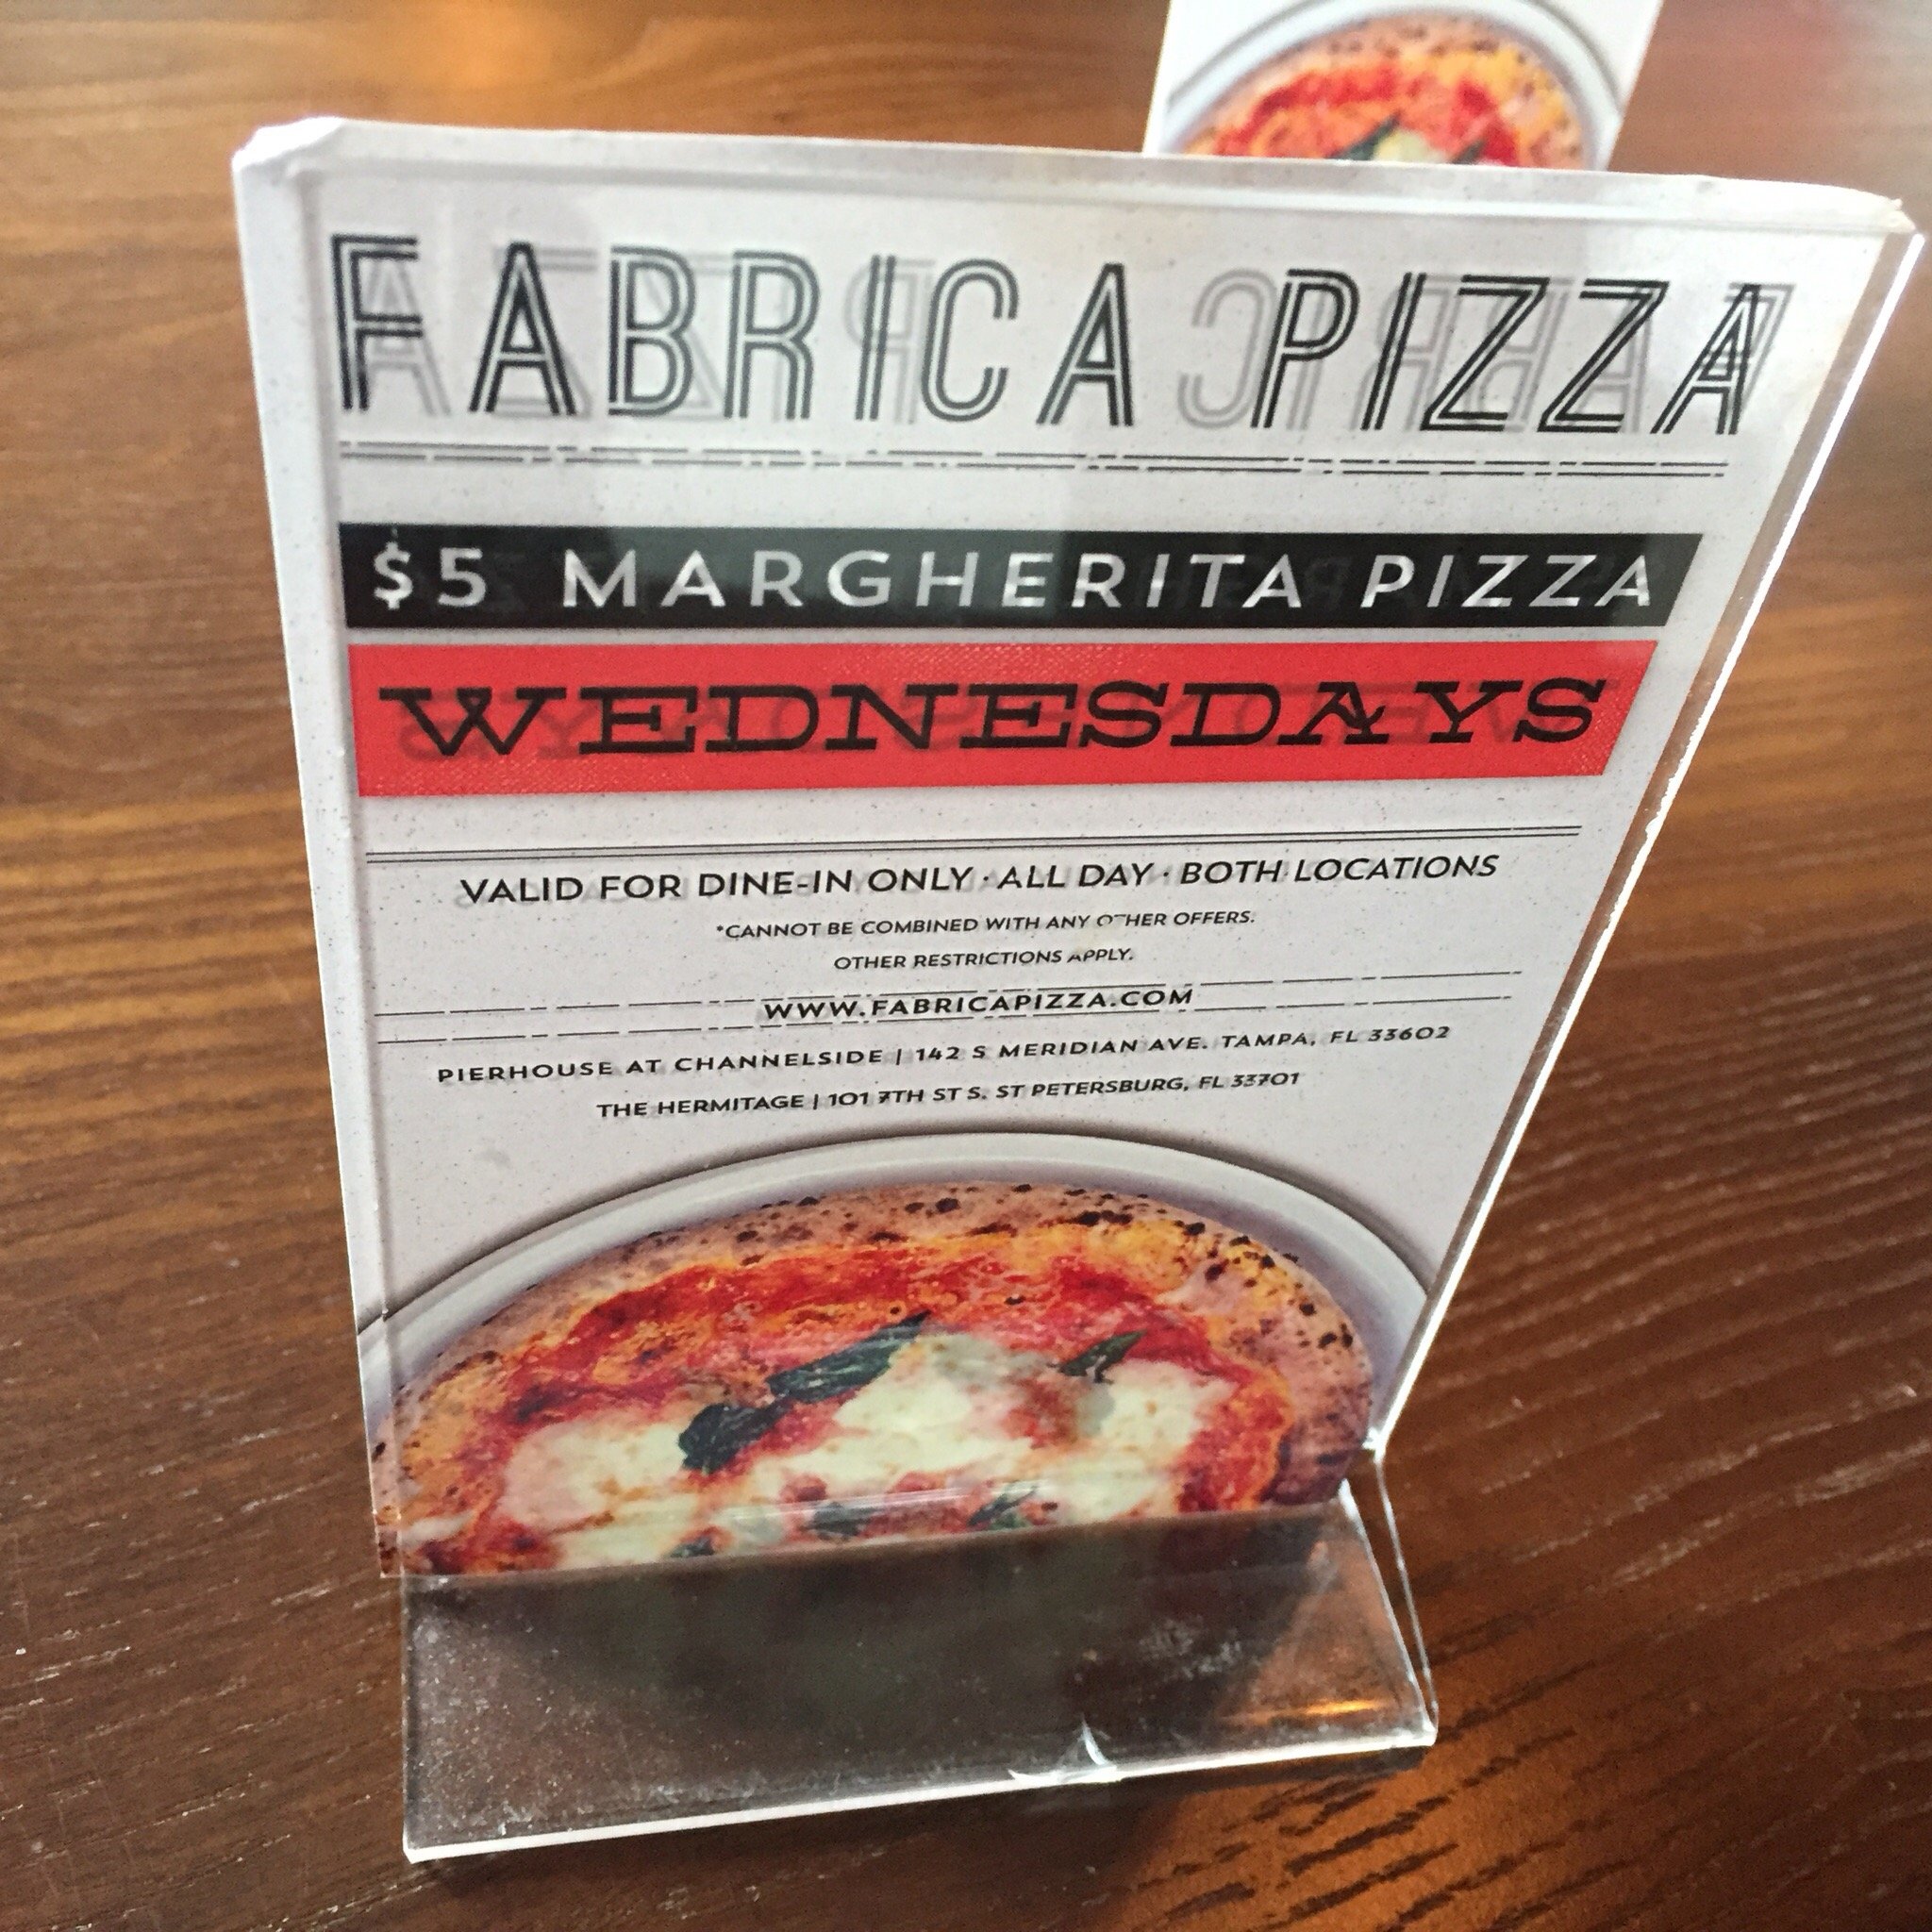 FABRICA PIZZA
$5 MARGHERITA PIZZA
WEDNESDAYS
VALID FOR DINE-IN ONLY · ALL DAY · BOTH LOCATIONS
*CANNOT BE COMBINED WITH ANY OTHER OFFERS.
OTHER RESTRICTIONS APPLY.
WWW.FABRICAPIZZA.COM
PIERHOUSE AT CHANNELSIDE | 142 S MERIDIAN AVE. TAMPA, FL 33602
THE HERMITAGE | 101 7TH ST S. ST PETERSBURG, FL 33701